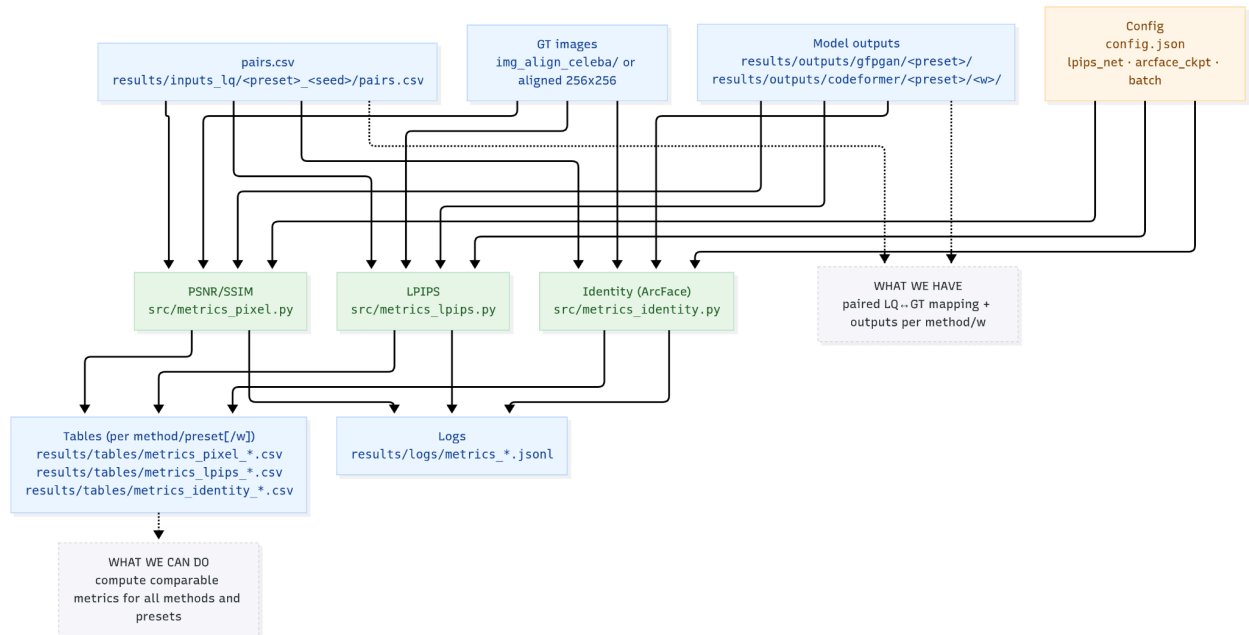 pairs.csv
results/inputs_lq/<preset>_<seed>/pairs.csv
GT images
img_align_celeba/ or
aligned 256x256
Model outputs
results/outputs/gfpgan/<preset>/
results/outputs/codeformer/<preset>/<w>/
Config
config.json
lpips_net · arcface_ckpt ·
batch
PSNR/SSIM
src/metrics_pixel.py
LPIPS
src/metrics_lpips.py
Identity (ArcFace)
src/metrics_identity.py
WHAT WE HAVE
paired LQ↔GT mapping +
outputs per method/w
Tables (per method/preset[/w])
results/tables/metrics_pixel_*.csv
results/tables/metrics_lpips_*.csv
results/tables/metrics_identity_*.csv
Logs
results/logs/metrics_*.jsonl
WHAT WE CAN DO
compute comparable
metrics for all methods and
presets